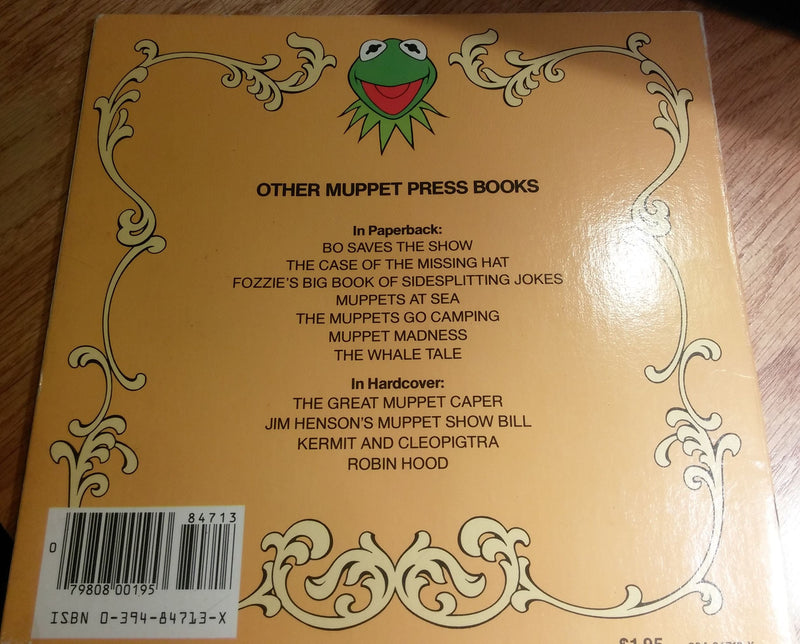 OTHER MUPPET PRESS BOOKS
In Paperback:
BO SAVES THE SHOW
THE CASE OF THE MISSING HAT
FOZZIE'S BIG BOOK OF SIDESPLITTING JOKES
MUPPETS AT SEA
THE MUPPETS GO CAMPING
MUPPET MADNESS
THE WHALE TALE
In Hardcover:
THE GREAT MUPPET CAPER
JIM HENSON'S MUPPET SHOW BILL
KERMIT AND CLEOPIGTRA
ROBIN HOOD
84713
0
79808 00195
ISBN 0-394-84713-X
$1.95